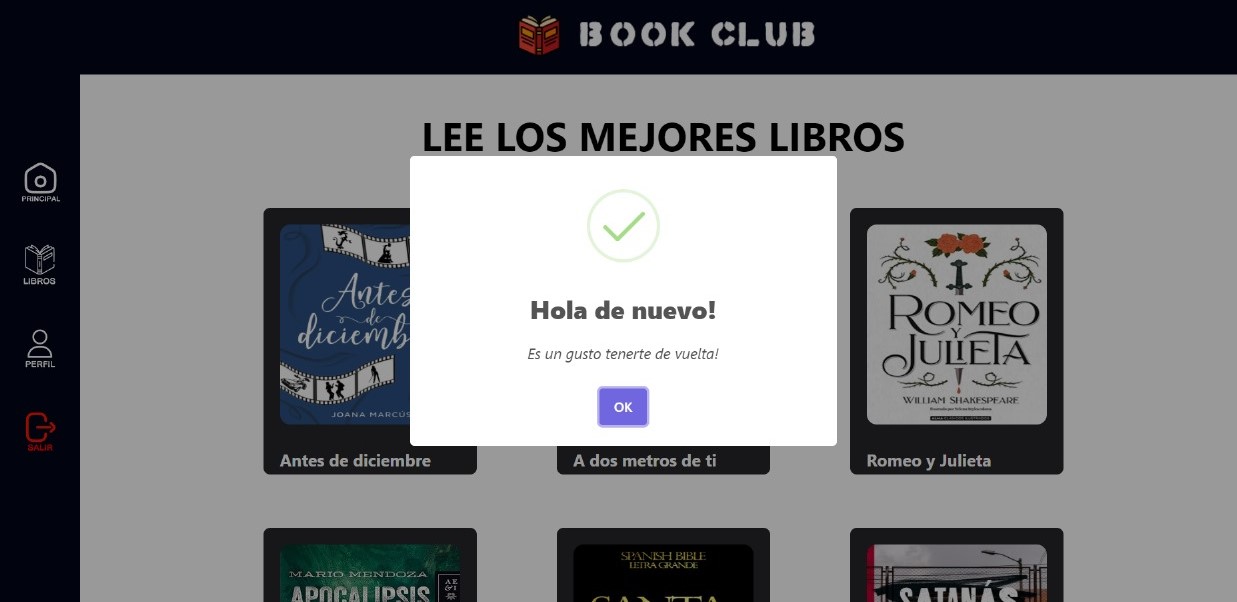 BOOK CLUB
LEE LOS MEJORES LIBROS
PRINCIPAL
LIBROS
PERFIL
SALIR
Hola de nuevo!
Es un gusto tenerte de vuelta!
OK
Antes
de
JOANA MARCÚS
Antes de diciembre
A dos metros de ti
ROMEO
Y
JULIETA
WILLIAM SHAKESPEARE
Romeo y Julieta
MARIO MENDOZA
APOCALIPSIS
SPANISH BIBLE
LETRA GRANDE
SANTA
SATANÁS